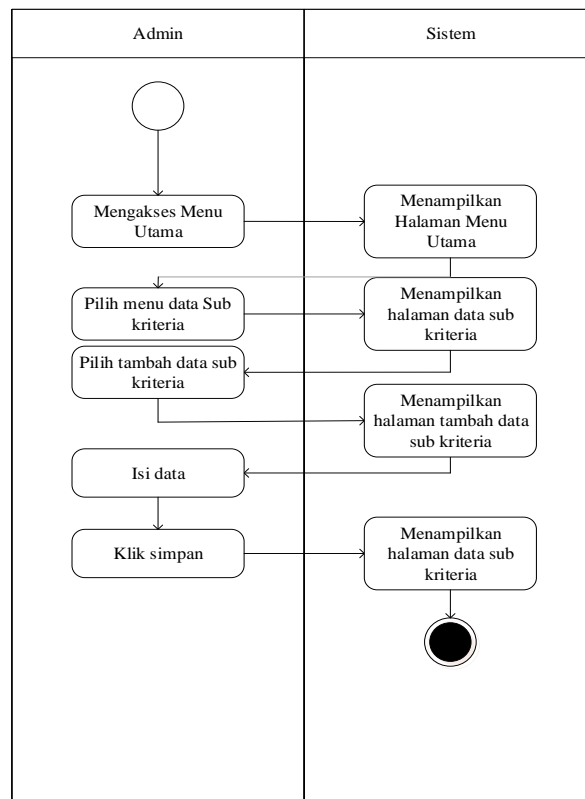 Admin
Sistem
Mengakses Menu
Utama
Menampilkan
Halaman Menu
Utama
Pilih menu data Sub
kriteria
Menampilkan
halaman data sub
kriteria
Pilih tambah data sub
kriteria
Menampilkan
halaman tambah data
sub kriteria
Isi data
Klik simpan
Menampilkan
halaman data sub
kriteria